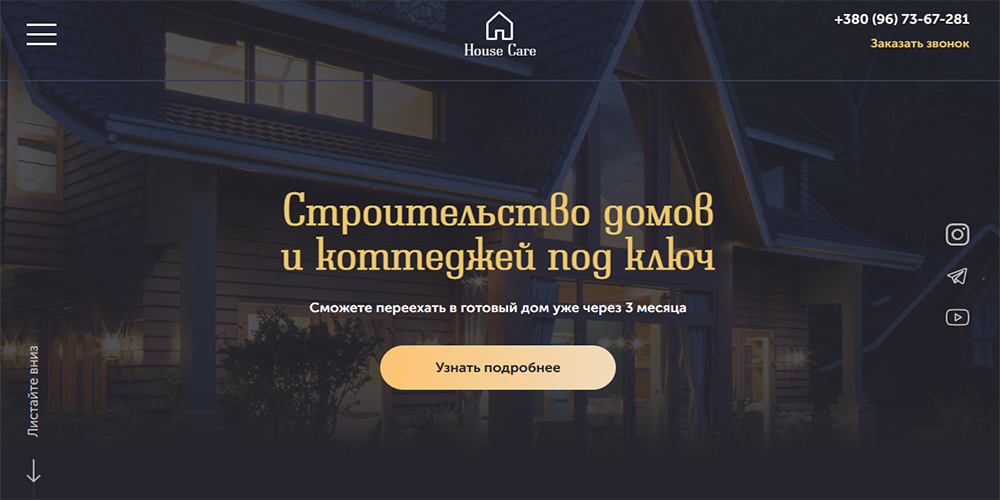 House Care
+380 (96) 73-67-281
Заказать звонок
Строительство домов
и коттеджей под ключ
Сможете переехать в готовый дом уже через 3 месяца
Узнать подробнее
Листайте вниз